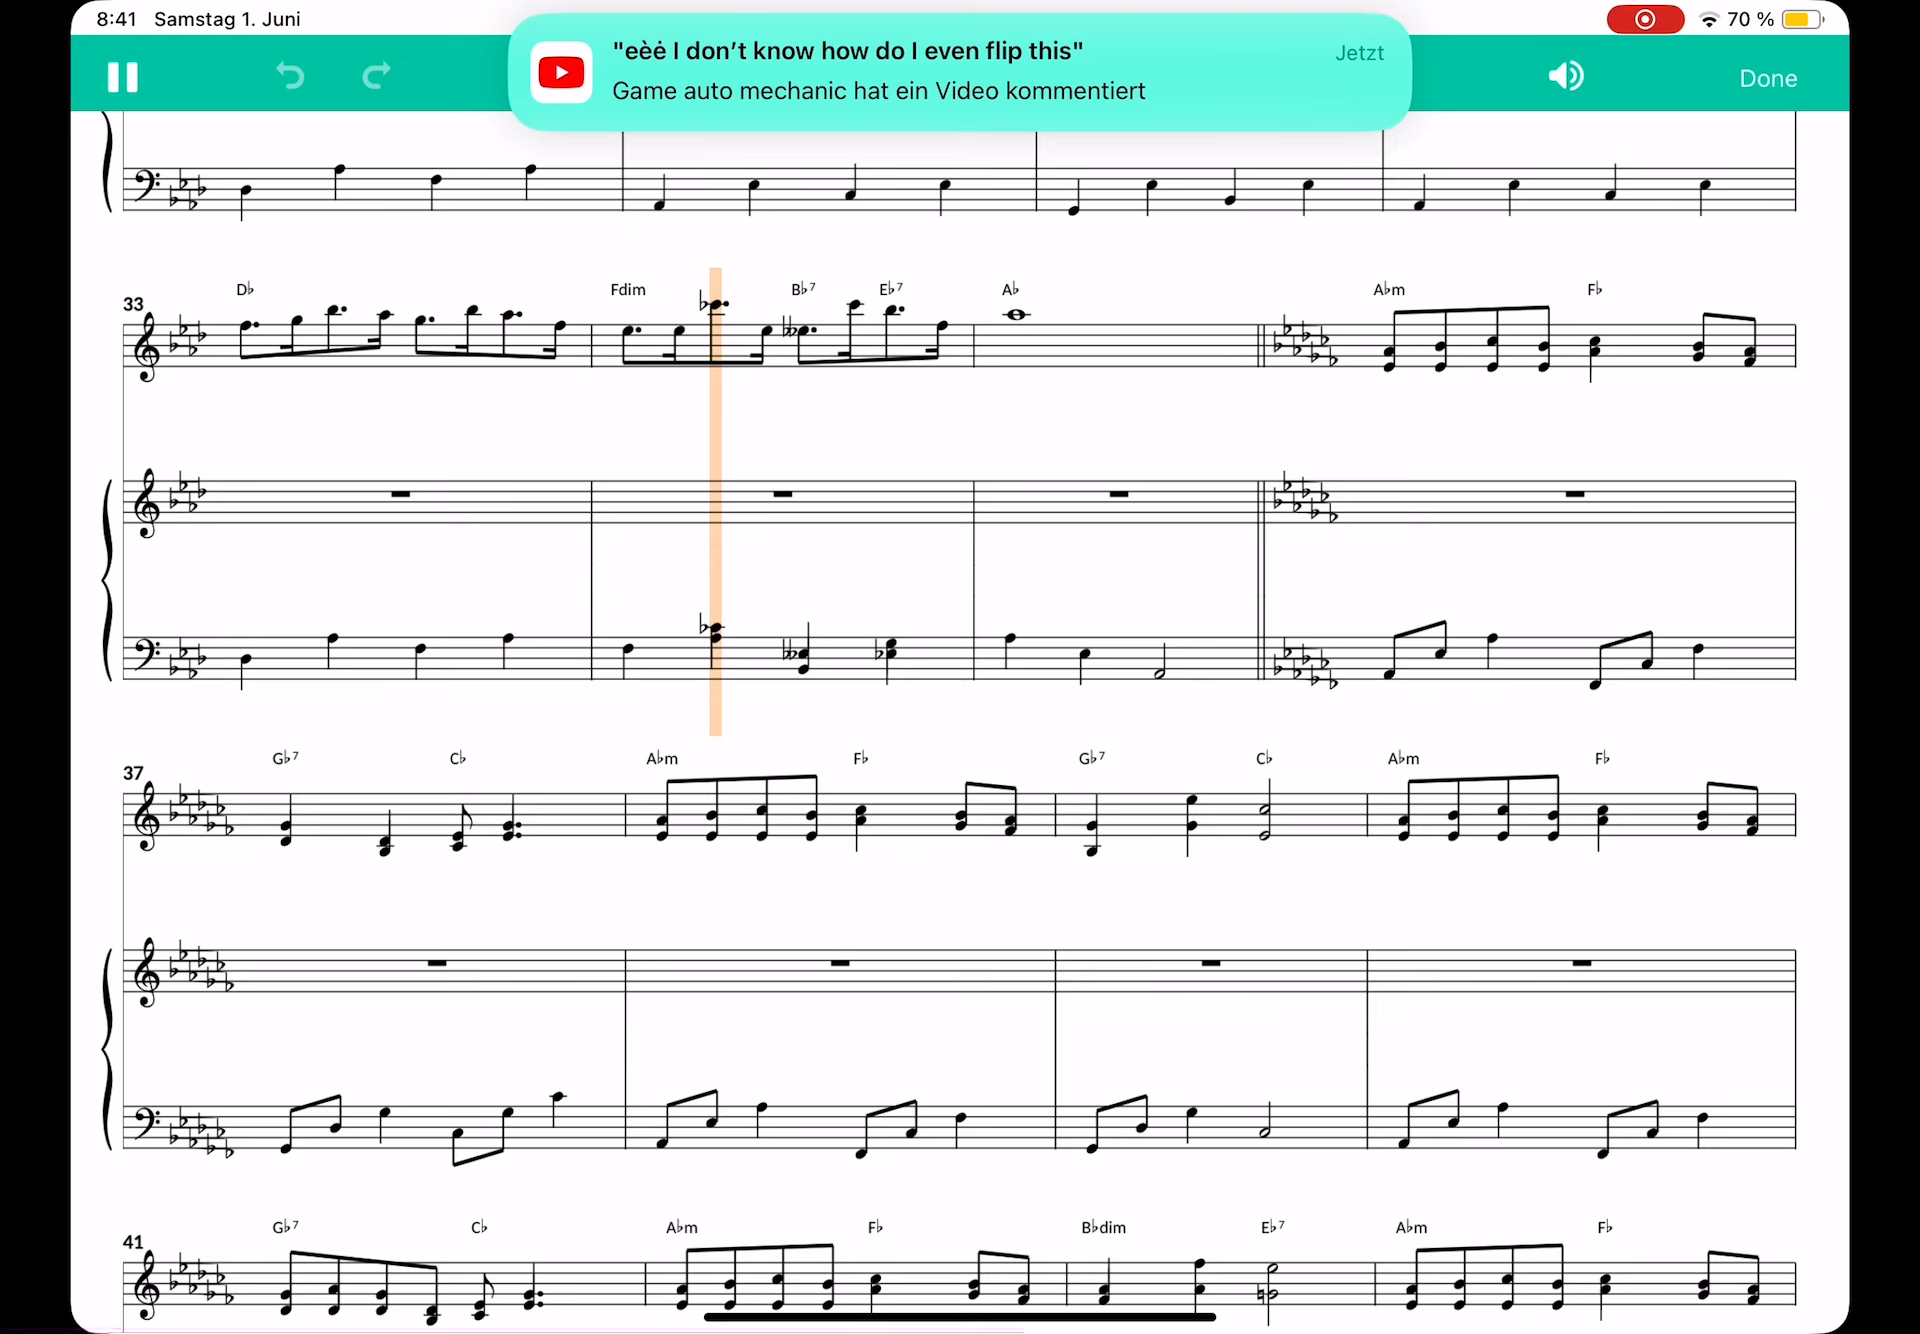 8:41 Samstag 1. Juni
70 %
"eèė I don’t know how do I even flip this"
Jetzt
Game auto mechanic hat ein Video kommentiert
Done
33
D♭ Fdim B♭7 E♭7 A♭ A♭m F♭
37
G♭7 C♭ A♭m F♭ G♭7 C♭ A♭m F♭
41
G♭7 C♭ A♭m F♭ B♭dim E♭7 A♭m F♭